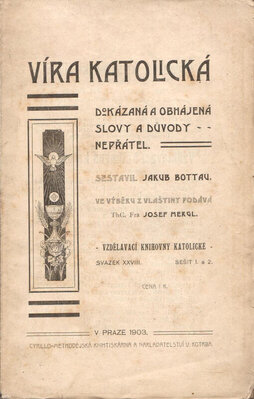 VÍRA KATOLICKÁ
DOKÁZANÁ A OBHÁJENÁ
SLOVY A DŮVODY - -
NEPŘÁTEL.
SESTAVIL JAKUB BOTTAU.
VE VÝBĚRU Z VLAŠTINY PODÁVÁ
ThC. Fra JOSEF MERGL.
- VZDĚLAVACÍ KNIHOVNY KATOLICKÉ -
SVAZEK XXVIII. SEŠIT 1. a 2.
CENA 1 K.
V PRAZE 1903.
CYRILLO-METHODĚJSKÁ KNIHTISKÁRNA A NAKLADATELSTVÍ V. KOTRBA